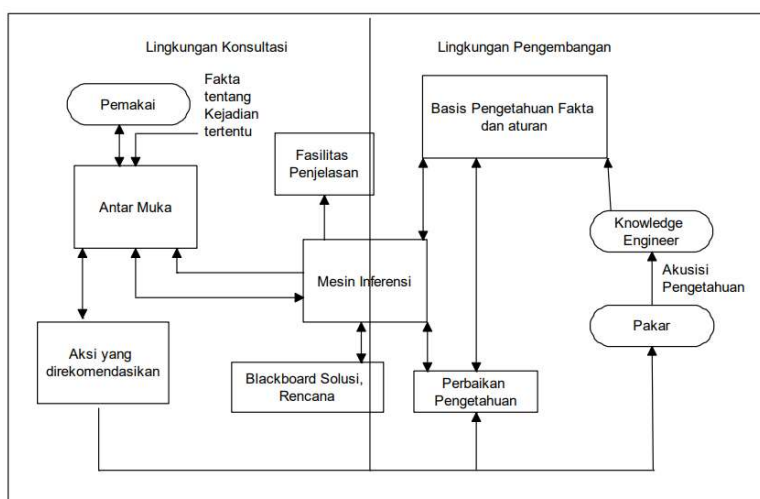 Lingkungan Konsultasi
Lingkungan Pengembangan
Pemakai
Fakta
tentang
Kejadian
tertentu
Basis Pengetahuan Fakta
dan aturan
Fasilitas
Penjelasan
Antar Muka
Knowledge
Engineer
Mesin Inferensi
Akusisi
Pengetahuan
Pakar
Aksi yang
direkomendasikan
Blackboard Solusi,
Rencana
Perbaikan
Pengetahuan